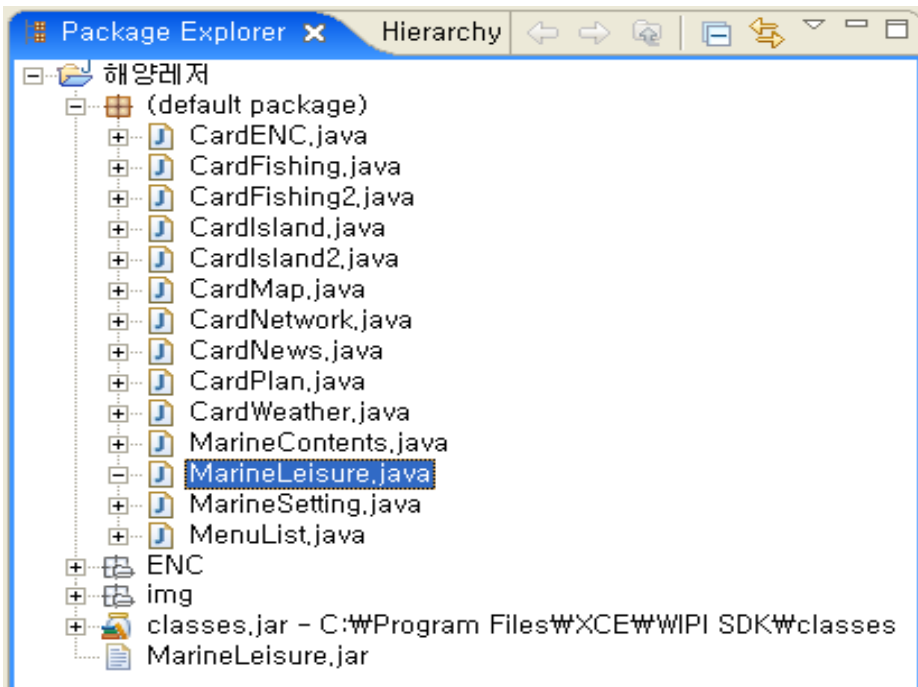 Package Explorer Hierarchy
해양레저
(default package)
CardENC.java
CardFishing.java
CardFishing2.java
CardIsland.java
CardIsland2.java
CardMap.java
CardNetwork.java
CardNews.java
CardPlan.java
CardWeather.java
MarineContents.java
MarineLeisure.java
MarineSetting.java
MenuList.java
ENC
img
classes.jar - C:₩Program Files₩XCE₩WIPI SDK₩classes
MarineLeisure.jar